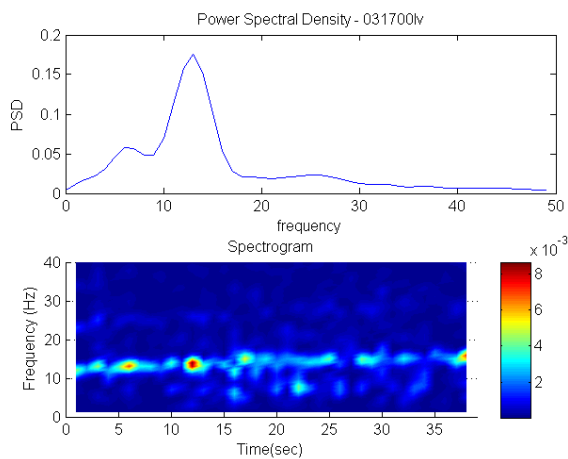 Power Spectral Density - 031700lv
0.2
0.15
0.1
0.05
0
PSD
0 10 20 30 40 50
frequency
Spectrogram
x 10-3
40
30
20
10
0
Frequency (Hz)
0 5 10 15 20 25 30 35
Time(sec)
8
6
4
2